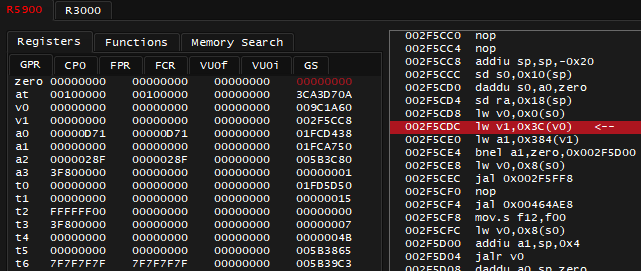 R5900 R3000
Registers Functions Memory Search
GPR CP0 FPR FCR VU0f VU0i GS
zero 00000000 00000000 00000000 00000000
at 00100000 00100000 00000000 3CA3D70A
v0 00000000 00000000 00000000 009C1A60
v1 00000000 00000000 00000000 002F5CC8
a0 00000D71 00000D71 00000000 01FCD438
a1 00000000 00000000 00000000 01FCA750
a2 0000028F 0000028F 00000000 005B3C80
a3 3F800000 00000000 00000000 00000001
t0 00000000 00000000 00000000 01FD5D50
t1 00000000 00000000 00000000 00000015
t2 FFFFFF00 00000000 00000000 00000000
t3 3F800000 00000000 00000000 00000007
t4 00000000 00000000 00000000 0000004B
t5 00000000 00000000 00000000 005B3865
t6 7F7F7F7F 7F7F7F7F 00000000 005B39C3
002F5CC0 nop
002F5CC4 nop
002F5CC8 addiu sp,sp,-0x20
002F5CCC sd s0,0x10(sp)
002F5CD0 daddu s0,a0,zero
002F5CD4 sd ra,0x18(sp)
002F5CD8 lw v0,0x0(s0)
002F5CDC lw v1,0x3C(v0) <--
002F5CE0 lw a1,0x384(v1)
002F5CE4 bnel a1,zero,0x002F5D00
002F5CE8 lw v0,0x8(s0)
002F5CEC jal 0x002F5FF8
002F5CF0 nop
002F5CF4 jal 0x00464AE8
002F5CF8 mov.s f12,f00
002F5CFC lw v0,0x8(s0)
002F5D00 addiu a1,sp,0x4
002F5D04 jalr v0
002F5D08 daddu a0,sp,zero